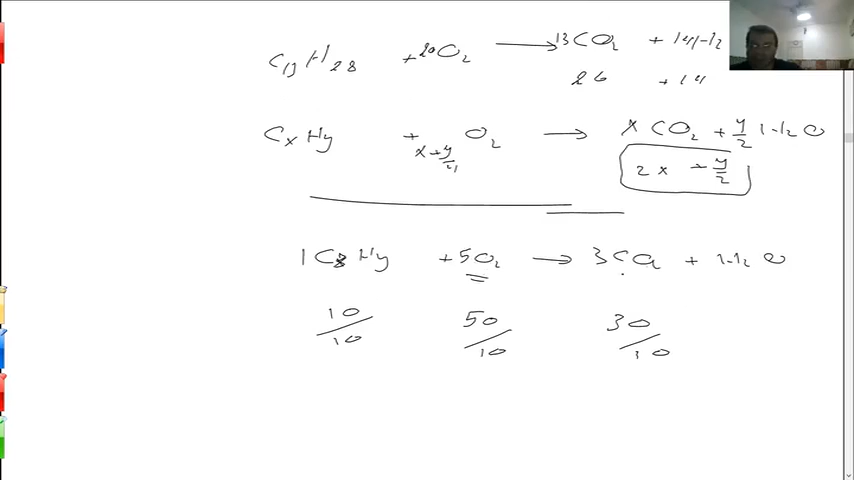 C13H28 + 20O2 → 13CO2 + 14H2
26 + 14
CxHy + O2 → xCO2 + y/2 H2O
x + y/4
2x + y/2
1C3Hy + 5O2 → 3CO2 + H2O
10/10 50/10 30/10